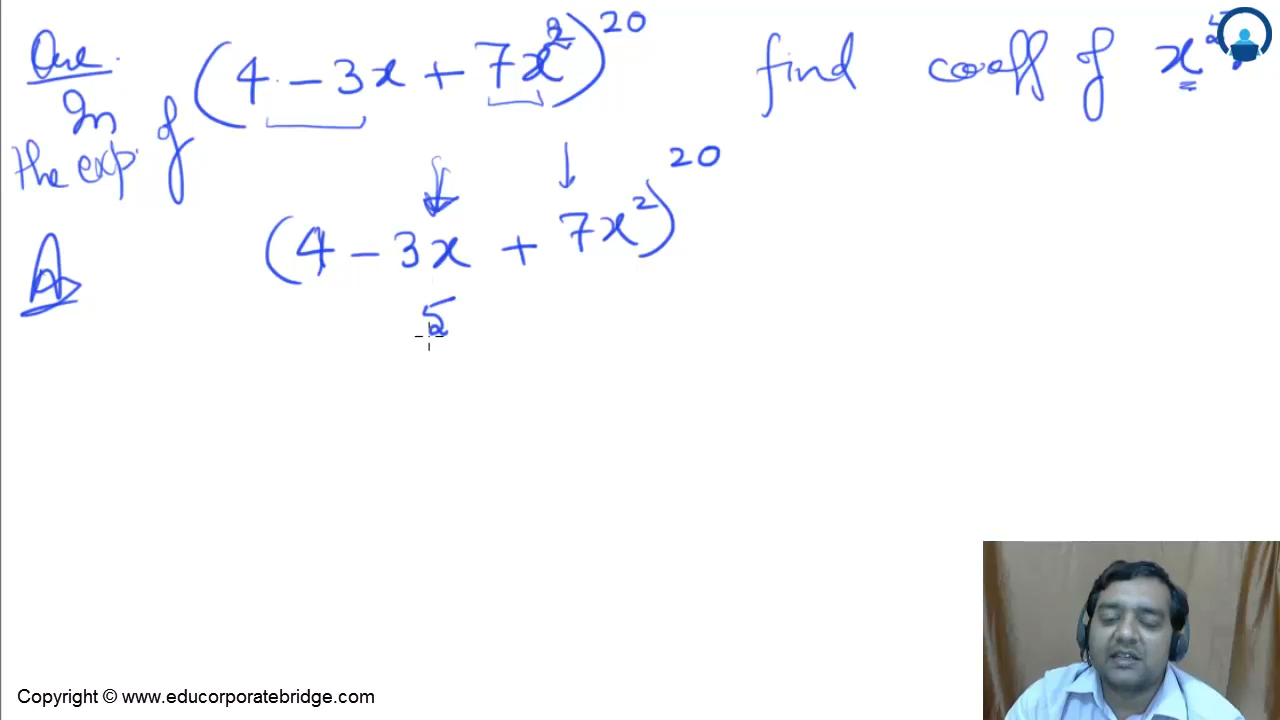 Que. In the exp. of (4 - 3x + 7x²)²⁰ find coeff of x⁵.
A (4 - 3x + 7x²)²⁰
5
Copyright © www.educorporatebridge.com